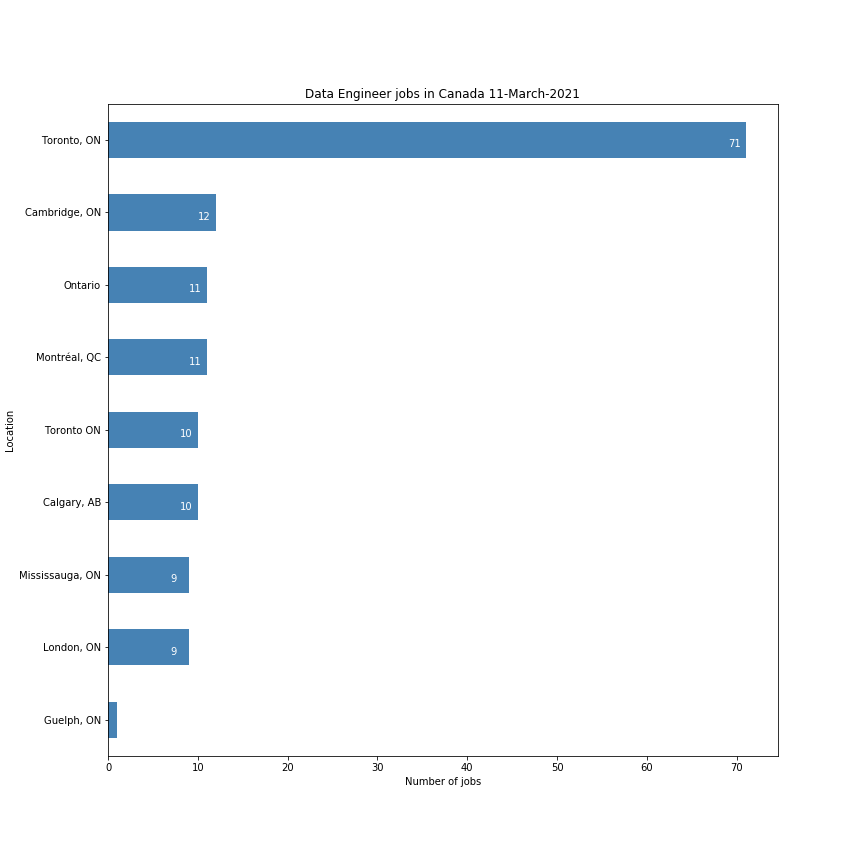 Data Engineer jobs in Canada 11-March-2021
Toronto, ON
71
Cambridge, ON
12
Ontario
11
Montréal, QC
11
Toronto ON
10
Calgary, AB
10
Mississauga, ON
9
London, ON
9
Guelph, ON
0 10 20 30 40 50 60 70
Number of jobs
Location